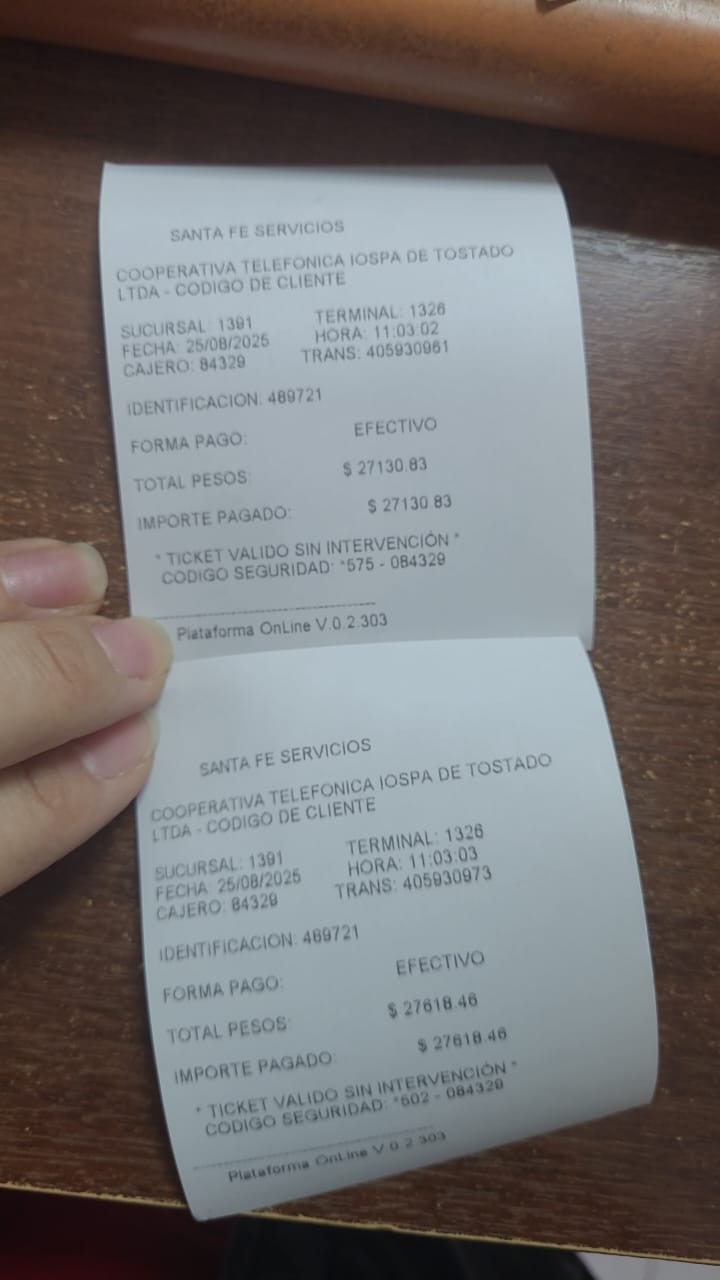 SANTA FE SERVICIOS
COOPERATIVA TELEFONICA IOSPA DE TOSTADO
LTDA - CODIGO DE CLIENTE
SUCURSAL: 1391 TERMINAL: 1326
FECHA: 25/08/2025 HORA: 11:03:02
CAJERO: 84329 TRANS: 405930961
IDENTIFICACION: 469721
FORMA PAGO: EFECTIVO
TOTAL PESOS: $ 27130.83
IMPORTE PAGADO: $ 27130.83
* TICKET VALIDO SIN INTERVENCIÓN *
CODIGO SEGURIDAD: *575 - 084329
Plataforma OnLine V.0.2.303
SANTA FE SERVICIOS
COOPERATIVA TELEFONICA IOSPA DE TOSTADO
LTDA - CODIGO DE CLIENTE
SUCURSAL: 1391 TERMINAL: 1326
FECHA: 25/08/2025 HORA: 11:03:03
CAJERO: 84329 TRANS: 405930973
IDENTIFICACION: 469721
FORMA PAGO: EFECTIVO
TOTAL PESOS: $ 27618.46
IMPORTE PAGADO: $ 27618.46
* TICKET VALIDO SIN INTERVENCIÓN *
CODIGO SEGURIDAD: *602 - 084329
Plataforma OnLine V.0.2.303